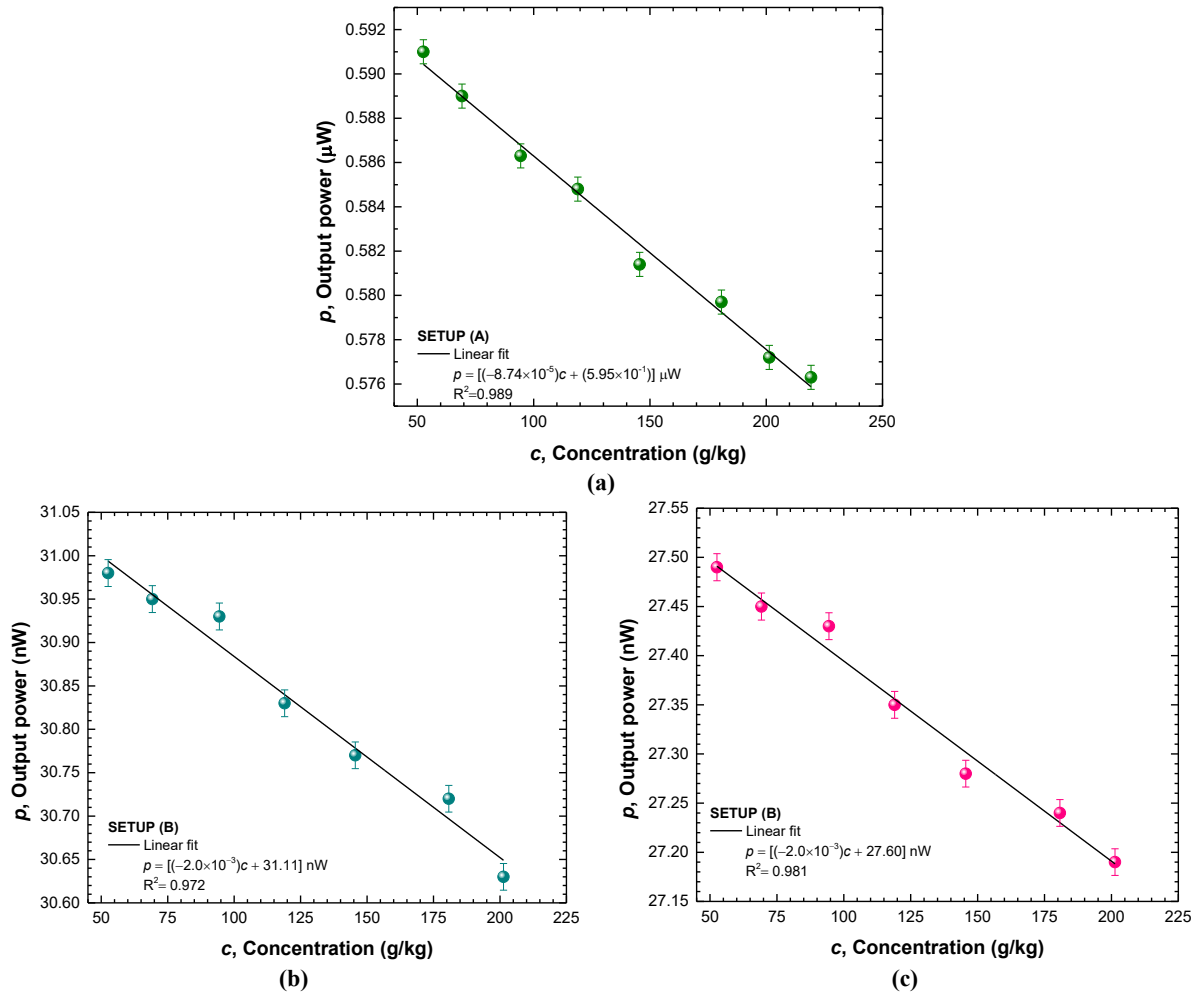 0.592
0.590
0.588
0.586
0.584
0.582
0.580
0.578
0.576
p, Output power (μW)
SETUP (A)
Linear fit
p = [(−8.74×10⁻⁵)c + (5.95×10⁻¹)] μW
R²=0.989
50 100 150 200 250
c, Concentration (g/kg)
(a)
31.05
31.00
30.95
30.90
30.85
30.80
30.75
30.70
30.65
30.60
p, Output power (nW)
SETUP (B)
Linear fit
p = [(−2.0×10⁻³)c + 31.11] nW
R²= 0.972
50 75 100 125 150 175 200 225
c, Concentration (g/kg)
(b)
27.55
27.50
27.45
27.40
27.35
27.30
27.25
27.20
27.15
p, Output power (nW)
SETUP (B)
Linear fit
p = [(−2.0×10⁻³)c + 27.60] nW
R²= 0.981
50 75 100 125 150 175 200 225
c, Concentration (g/kg)
(c)